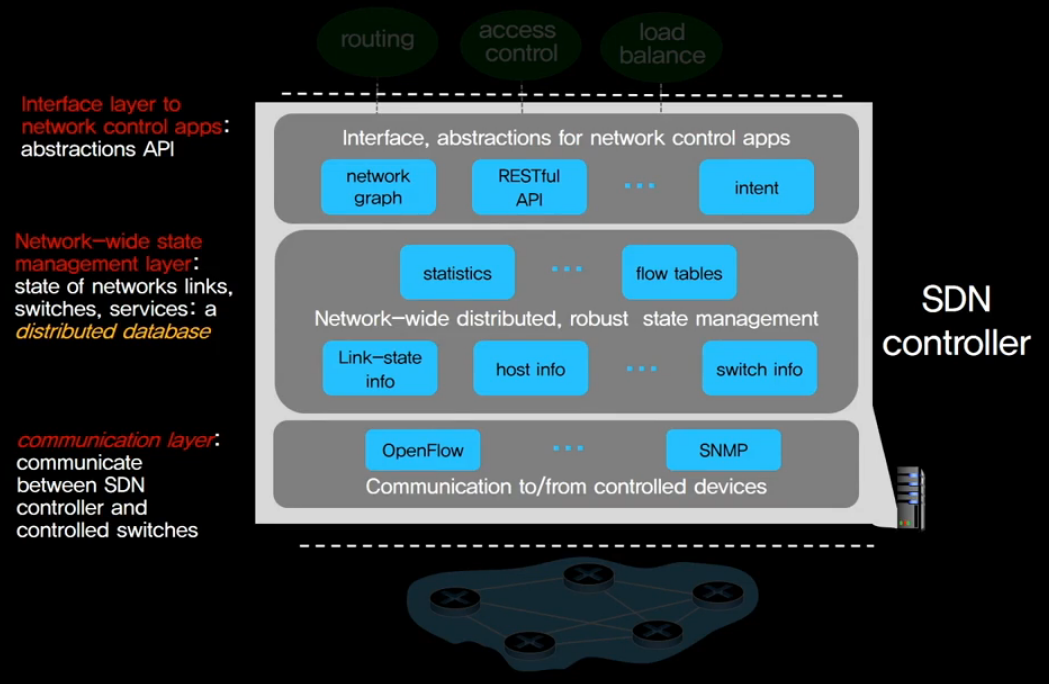 routing
access
control
load
balance
Interface layer to
network control apps:
abstractions API
Interface, abstractions for network control apps
network
graph
RESTful
API
intent
Network-wide state
management layer:
state of networks links,
switches, services: a
distributed database
statistics
flow tables
Network-wide distributed, robust state management
Link-state
info
host info
switch info
SDN
controller
communication layer:
communicate
between SDN
controller and
controlled switches
OpenFlow
SNMP
Communication to/from controlled devices